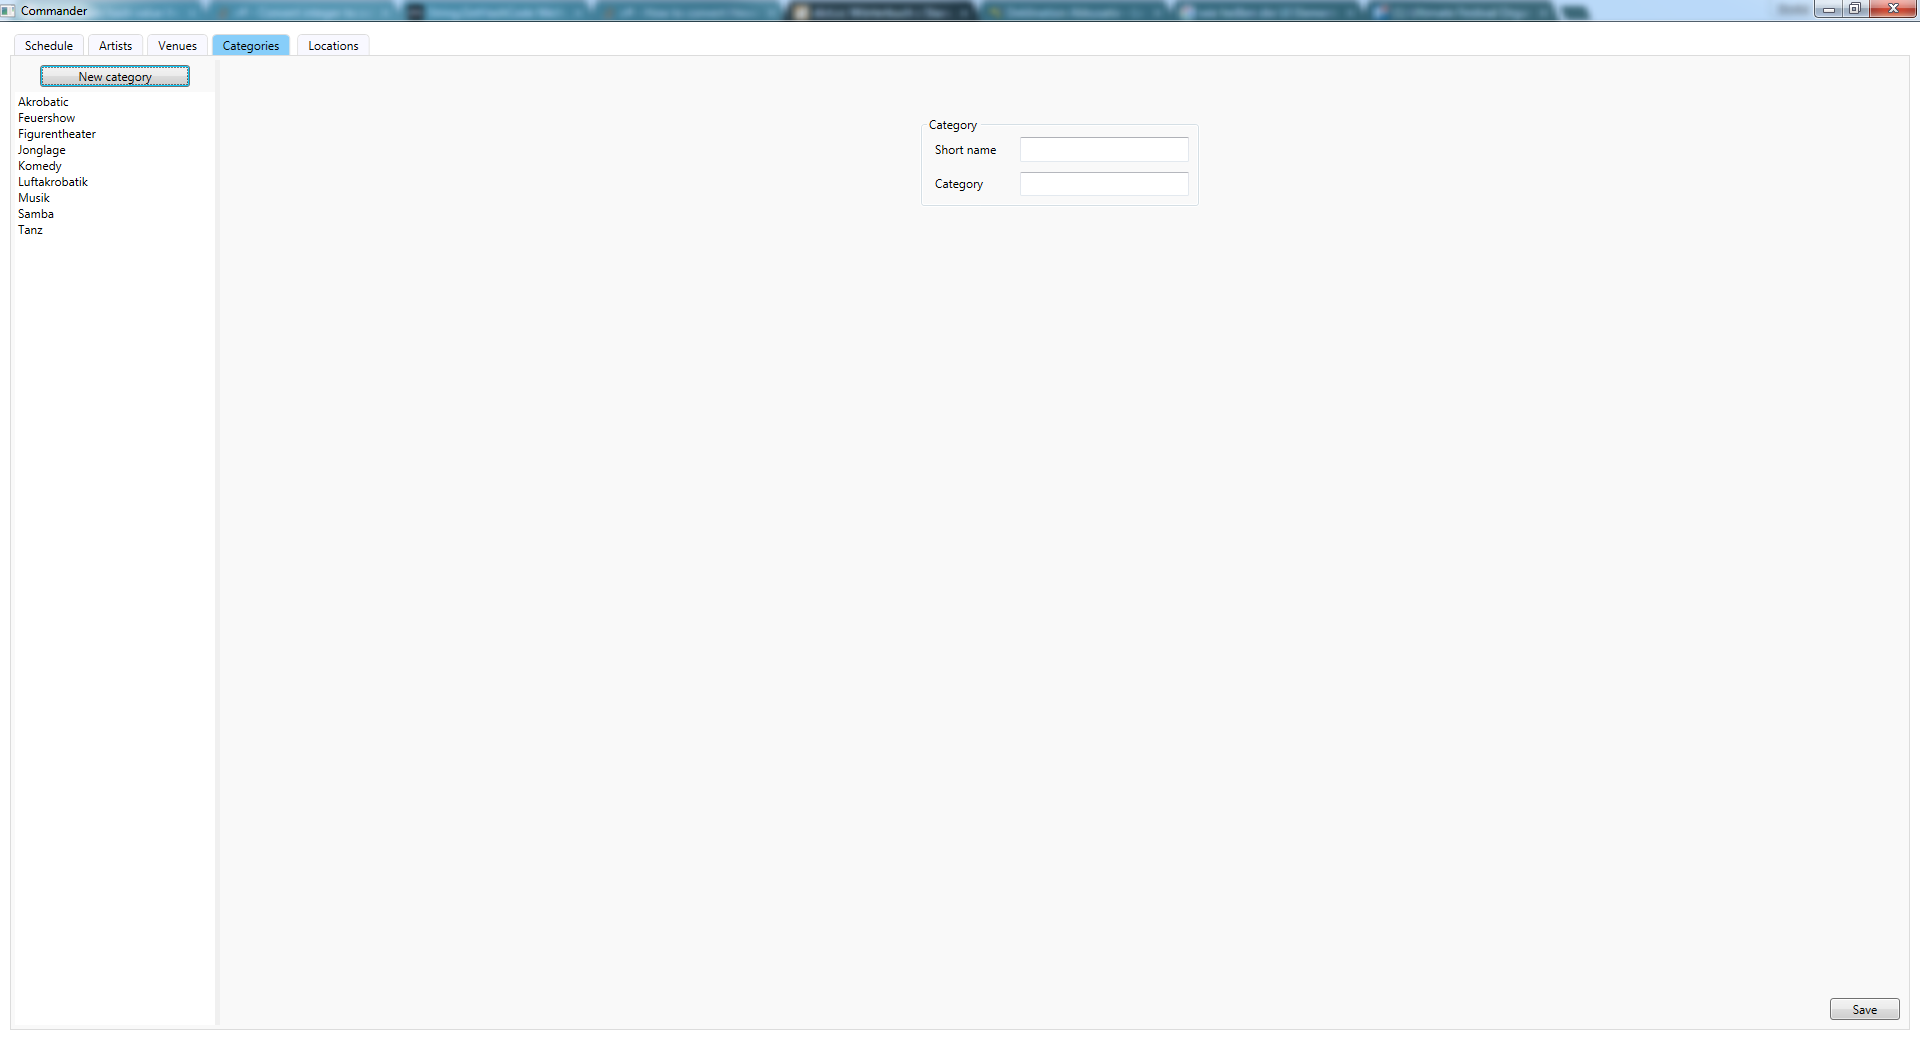 Commander
Schedule Artists Venues Categories Locations
New category
Akrobatic
Feuershow
Figurentheater
Jonglage
Komedy
Luftakrobatik
Musik
Samba
Tanz
Category
Short name
Category
Save